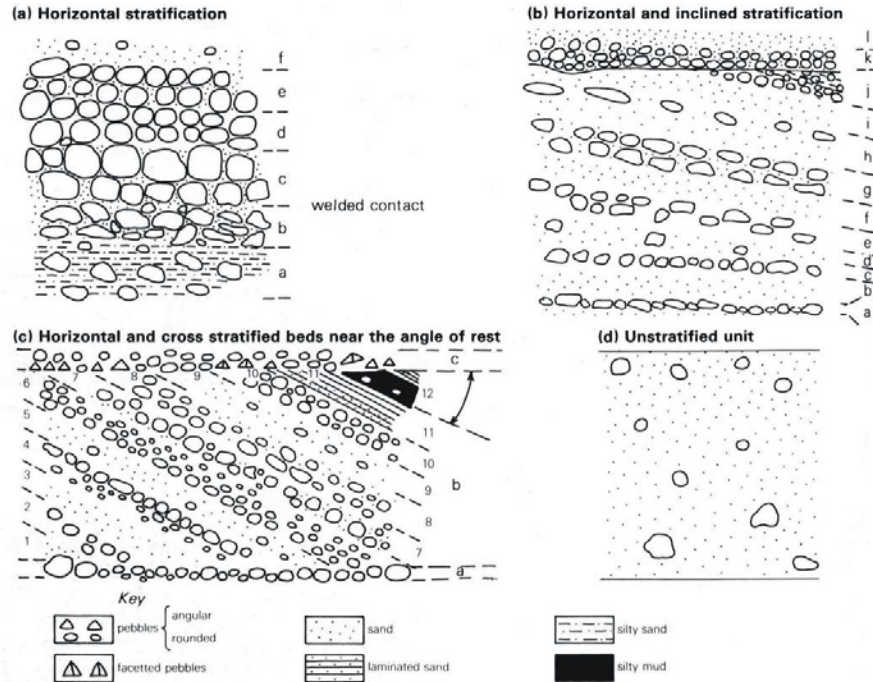 (a) Horizontal stratification
f
e
d
c
b
a
welded contact
(b) Horizontal and inclined stratification
l
k
j
i
h
g
f
e
d
c
b
a
(c) Horizontal and cross stratified beds near the angle of rest
c
6 7 8 9 10 11
12
5
4
3
2
1
11
10
9
8
7
b
a
(d) Unstratified unit
Key
pebbles { angular
rounded
facetted pebbles
sand
laminated sand
silty sand
silty mud